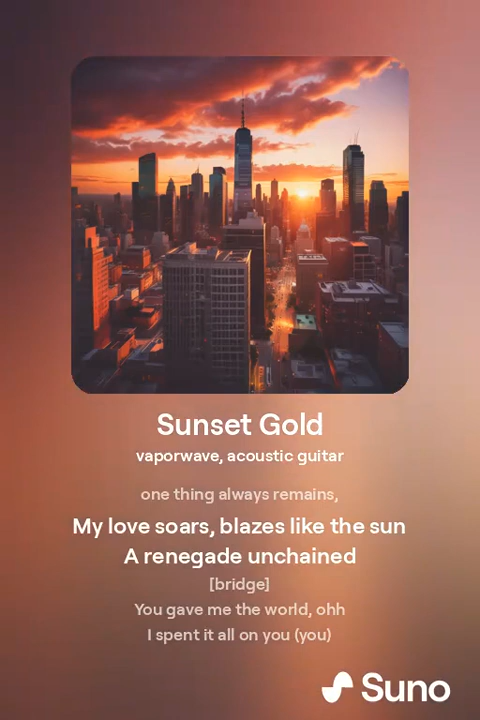 Sunset Gold
vaporwave, acoustic guitar
one thing always remains,
My love soars, blazes like the sun
A renegade unchained
[bridge]
You gave me the world, ohh
I spent it all on you (you)
Suno